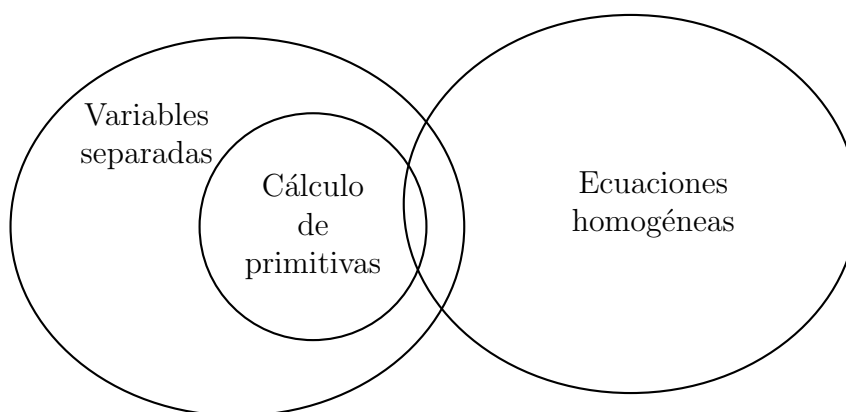 Variables
separadas
Cálculo
de
primitivas
Ecuaciones
homogéneas